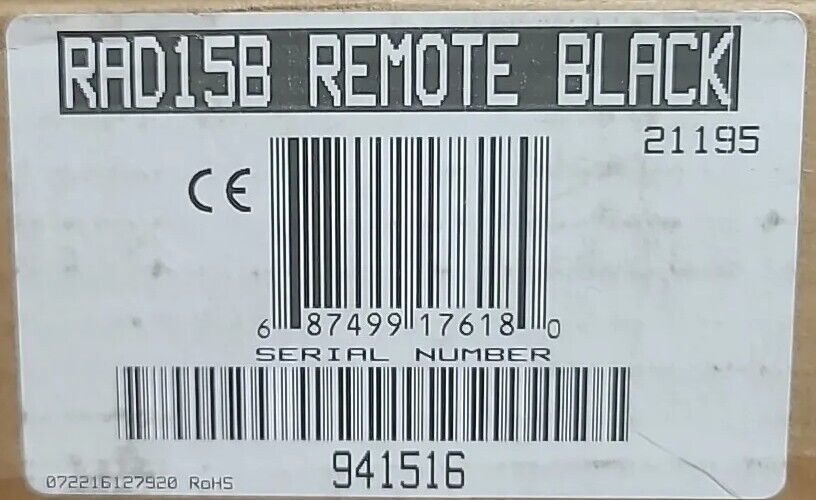 RAD15B REMOTE BLACK
21195
CE
6 87499 17618 0
SERIAL NUMBER
941516
072216127920 RoHS